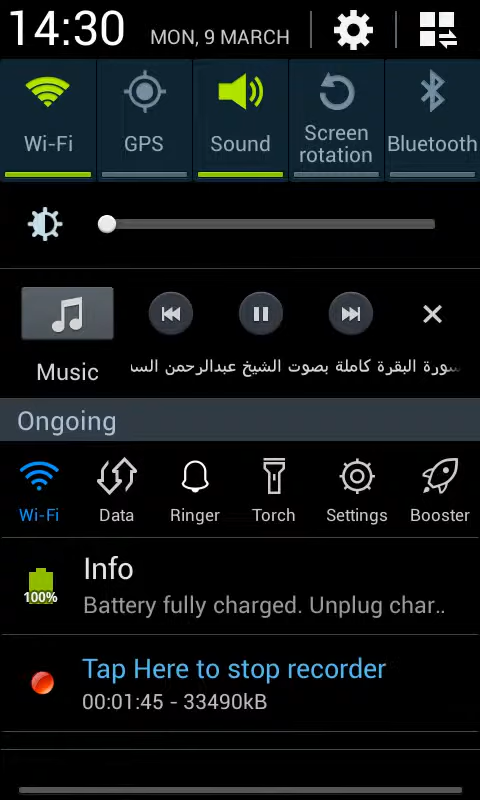 14:30 MON, 9 MARCH
Wi-Fi GPS Sound Screen rotation Bluetooth
سورة البقرة كاملة بصوت الشيخ عبدالرحمن السد
Music
Ongoing
Wi-Fi Data Ringer Torch Settings Booster
Info
100%
Battery fully charged. Unplug char..
Tap Here to stop recorder
00:01:45 - 33490kB